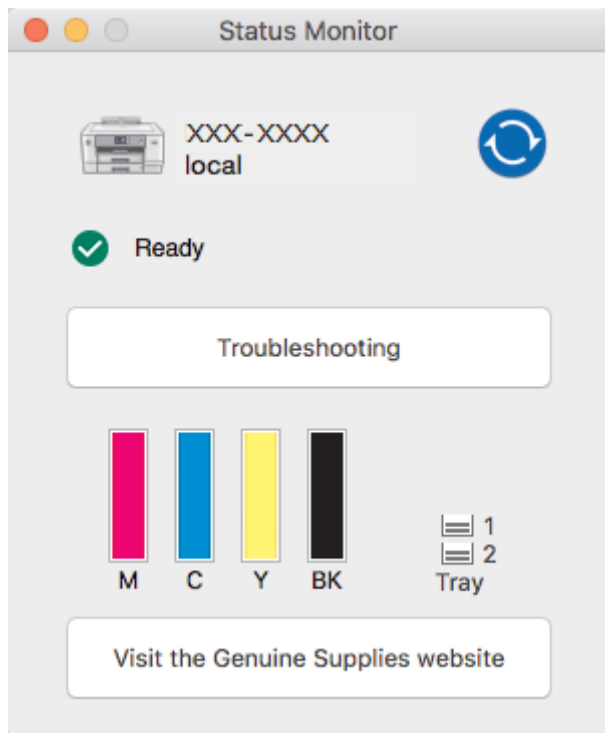 Status Monitor
XXX-XXXX
local
Ready
Troubleshooting
M C Y BK
1
2
Tray
Visit the Genuine Supplies website